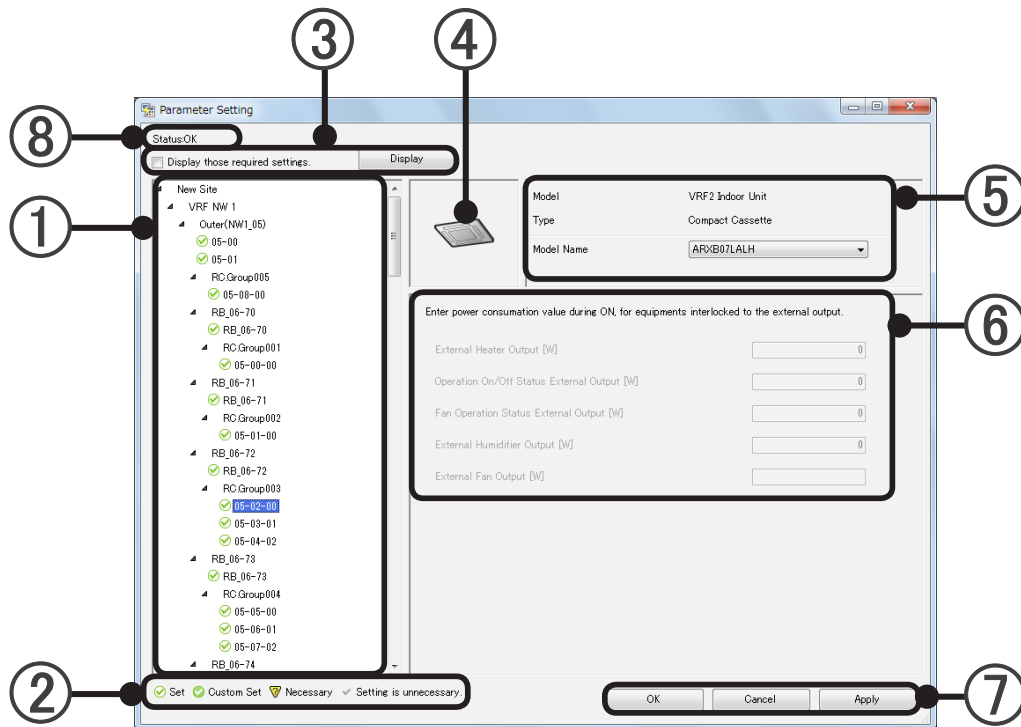 ③
④
Parameter Setting
⑧
Status:OK
Display those required settings.
Display
①
New Site
VRF NW 1
Outer(NW1_05)
05-00
05-01
RC.Group005
05-08-00
RB_06-70
RB_06-70
RC.Group001
05-00-00
RB_06-71
RB_06-71
RC.Group002
05-01-00
RB_06-72
RB_06-72
RC.Group003
05-02-00
05-03-01
05-04-02
RB_06-73
RB_06-73
RC.Group004
05-05-00
05-06-01
05-07-02
RB_06-74
Model VRF2 Indoor Unit
Type Compact Cassette
Model Name ARXB07LALH
⑤
Enter power consumation value during ON, for equipments interlocked to the external output.
External Heater Output [W] 0
Operation On/Off Status External Output [W] 0
Fan Operation Status External Output [W] 0
External Humidifier Output [W] 0
External Fan Output [W]
⑥
②
Set Custom Set Necessary Setting is unnecessary.
OK Cancel Apply
⑦